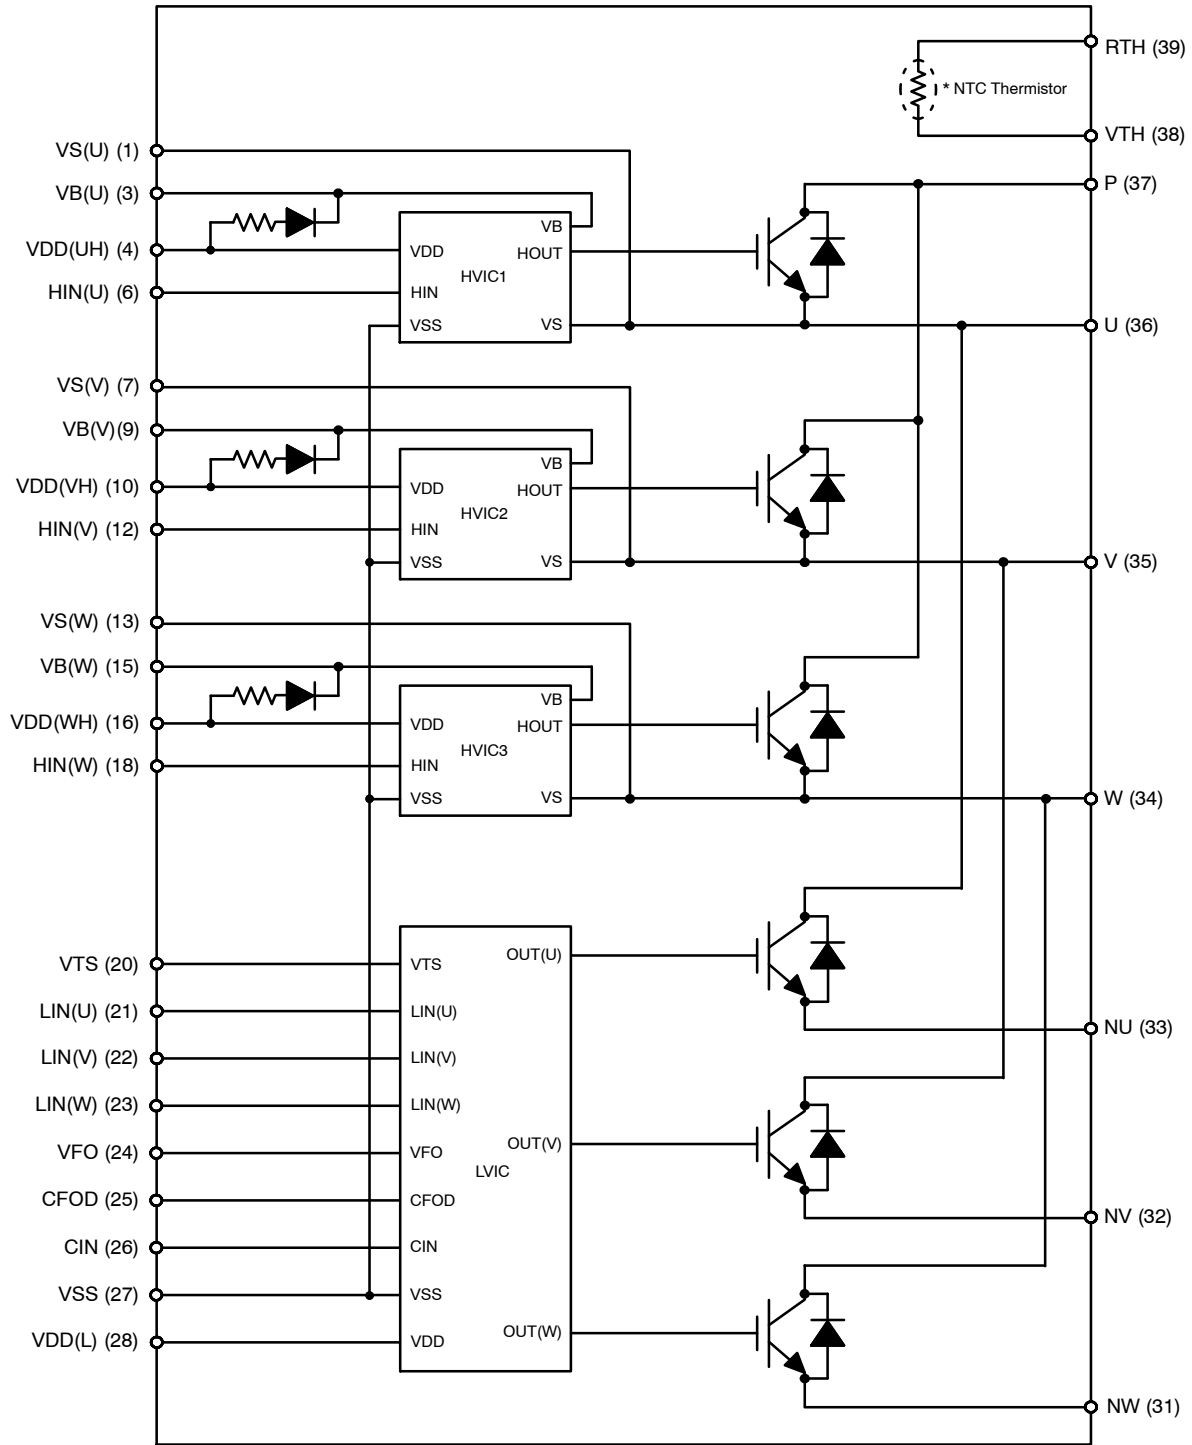 RTH (39)
* NTC Thermistor
VTH (38)
VS(U) (1)
P (37)
VB(U) (3)
VB
VDD(UH) (4)
VDD
HOUT
HVIC1
HIN(U) (6)
HIN
VSS
VS
U (36)
VS(V) (7)
VB(V)(9)
VB
VDD(VH) (10)
VDD
HOUT
HVIC2
HIN(V) (12)
HIN
VSS
VS
V (35)
VS(W) (13)
VB(W) (15)
VB
VDD(WH) (16)
VDD
HOUT
HVIC3
HIN(W) (18)
HIN
VSS
VS
W (34)
OUT(U)
VTS (20)
VTS
LIN(U) (21)
LIN(U)
NU (33)
LIN(V) (22)
LIN(V)
LIN(W) (23)
LIN(W)
OUT(V)
VFO (24)
VFO
LVIC
CFOD (25)
CFOD
NV (32)
CIN (26)
CIN
VSS (27)
VSS
OUT(W)
VDD(L) (28)
VDD
NW (31)